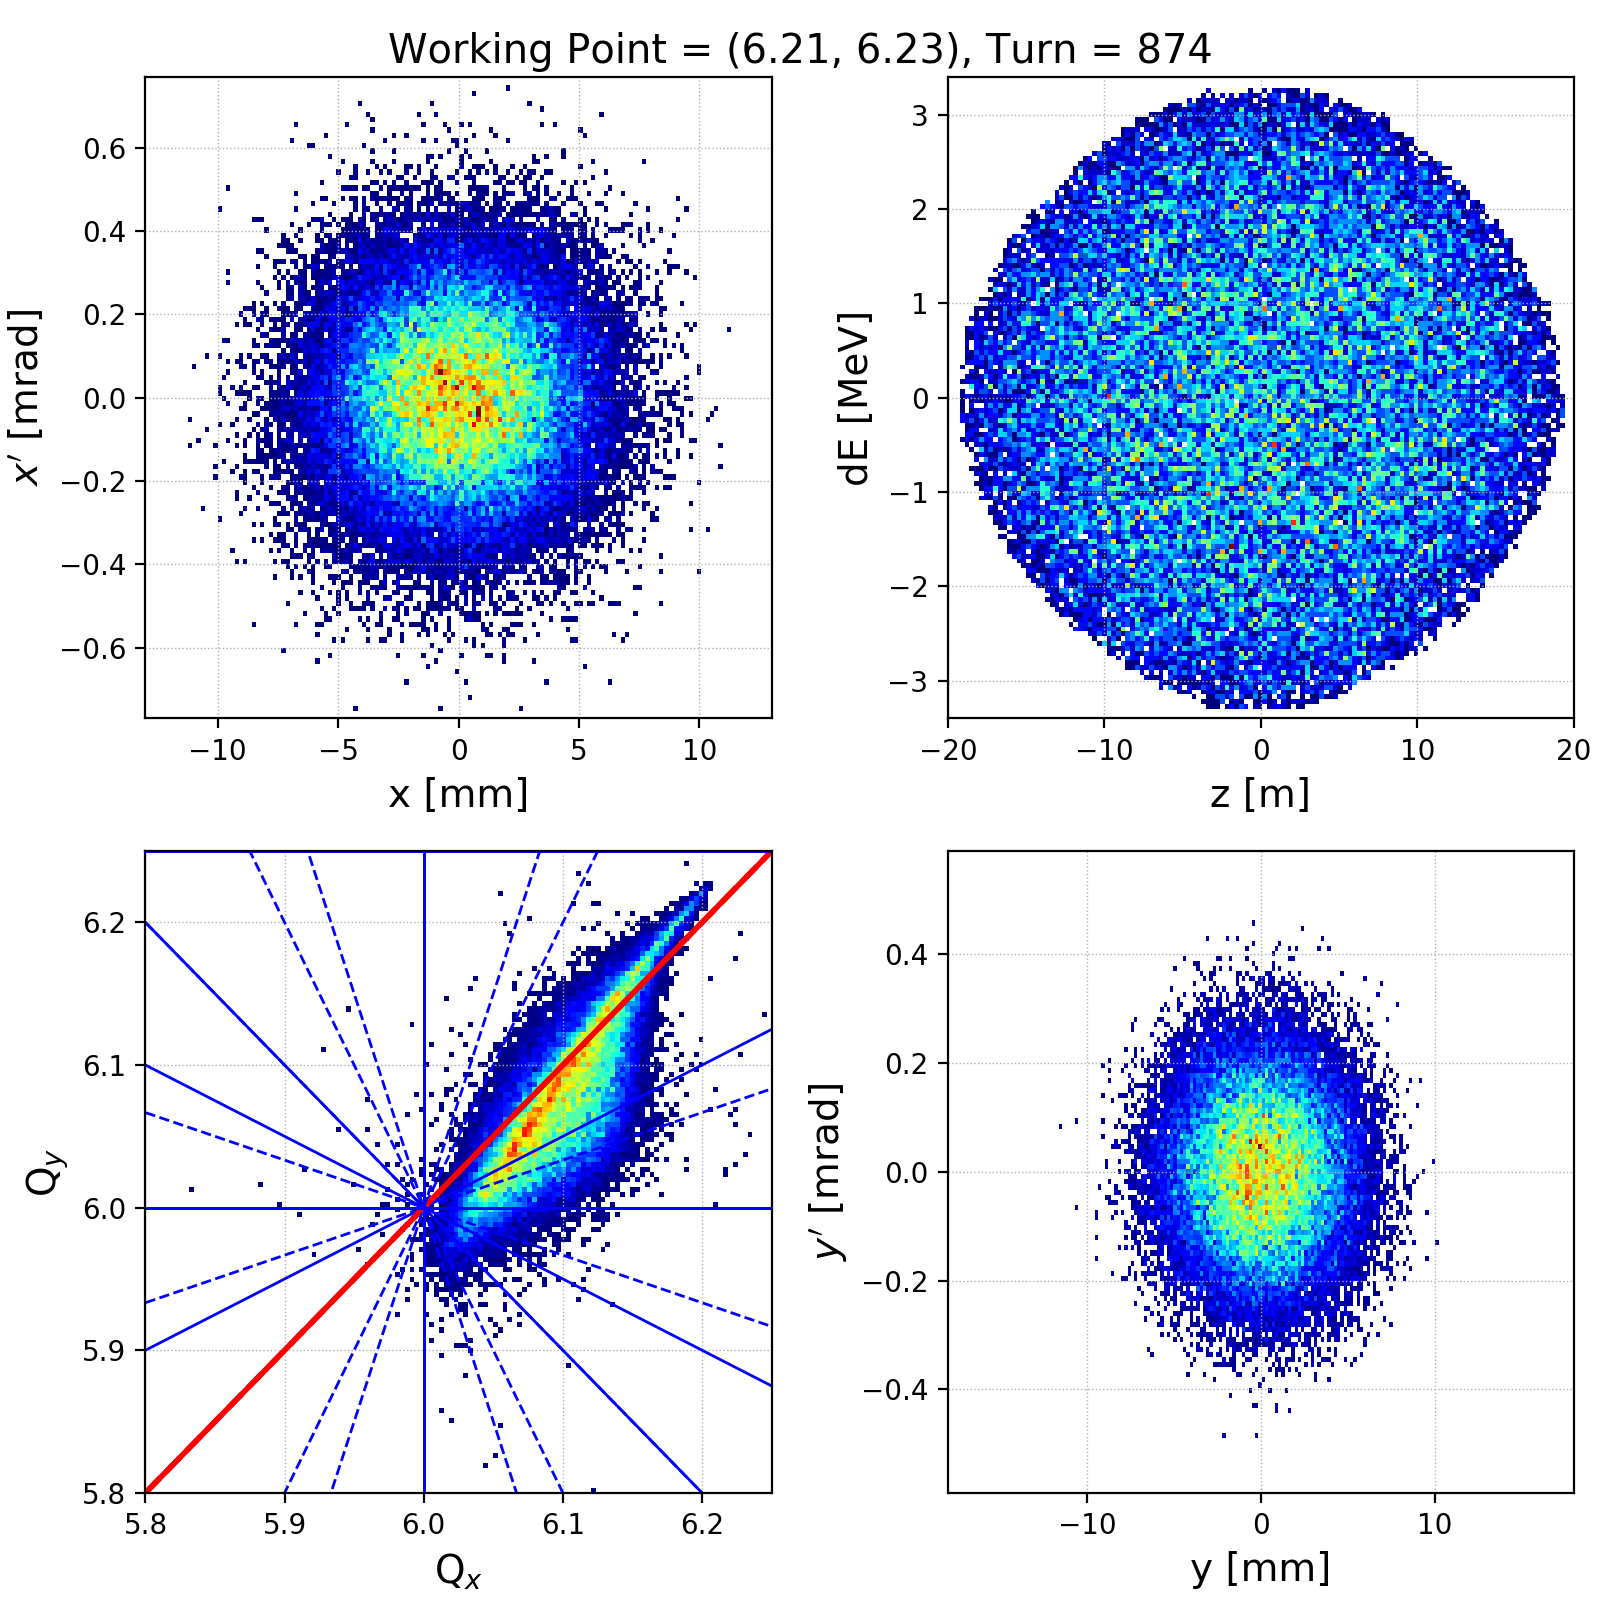 Working Point = (6.21, 6.23), Turn = 874
0.6
0.4
0.2
0.0
−0.2
−0.4
−0.6
x′ [mrad]
−10 −5 0 5 10
x [mm]
3
2
1
0
−1
−2
−3
dE [MeV]
−20 −10 0 10 20
z [m]
6.2
6.1
6.0
5.9
5.8
Qy
5.8 5.9 6.0 6.1 6.2
Qx
0.4
0.2
0.0
−0.2
−0.4
y′ [mrad]
−10 0 10
y [mm]